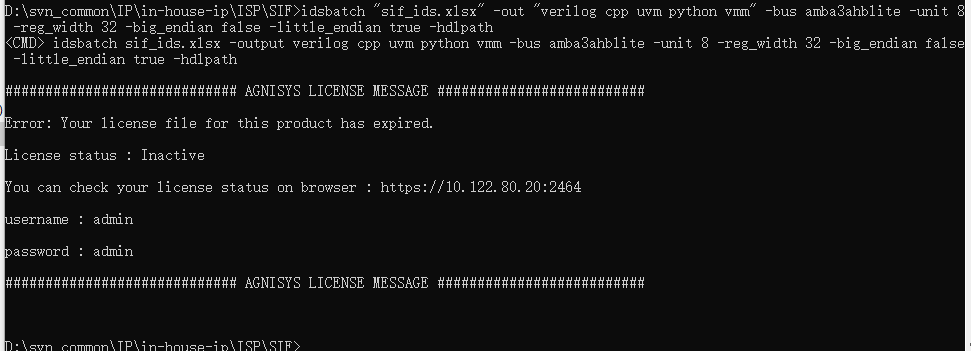 D:\svn_common\IP\in-house-ip\ISP\SIF>idsbatch "sif_ids.xlsx" -out "verilog cpp uvm python vmm" -bus amba3ahblite -unit 8
-reg_width 32 -big_endian false -little_endian true -hdlpath
<CMD> idsbatch sif_ids.xlsx -output verilog cpp uvm python vmm -bus amba3ahblite -unit 8 -reg_width 32 -big_endian false
-little_endian true -hdlpath
############################# AGNISYS LICENSE MESSAGE ##########################
Error: Your license file for this product has expired.
License status : Inactive
You can check your license status on browser : https://10.122.80.20:2464
username : admin
password : admin
############################# AGNISYS LICENSE MESSAGE ##########################
D:\svn_common\IP\in-house-ip\ISP\SIF>